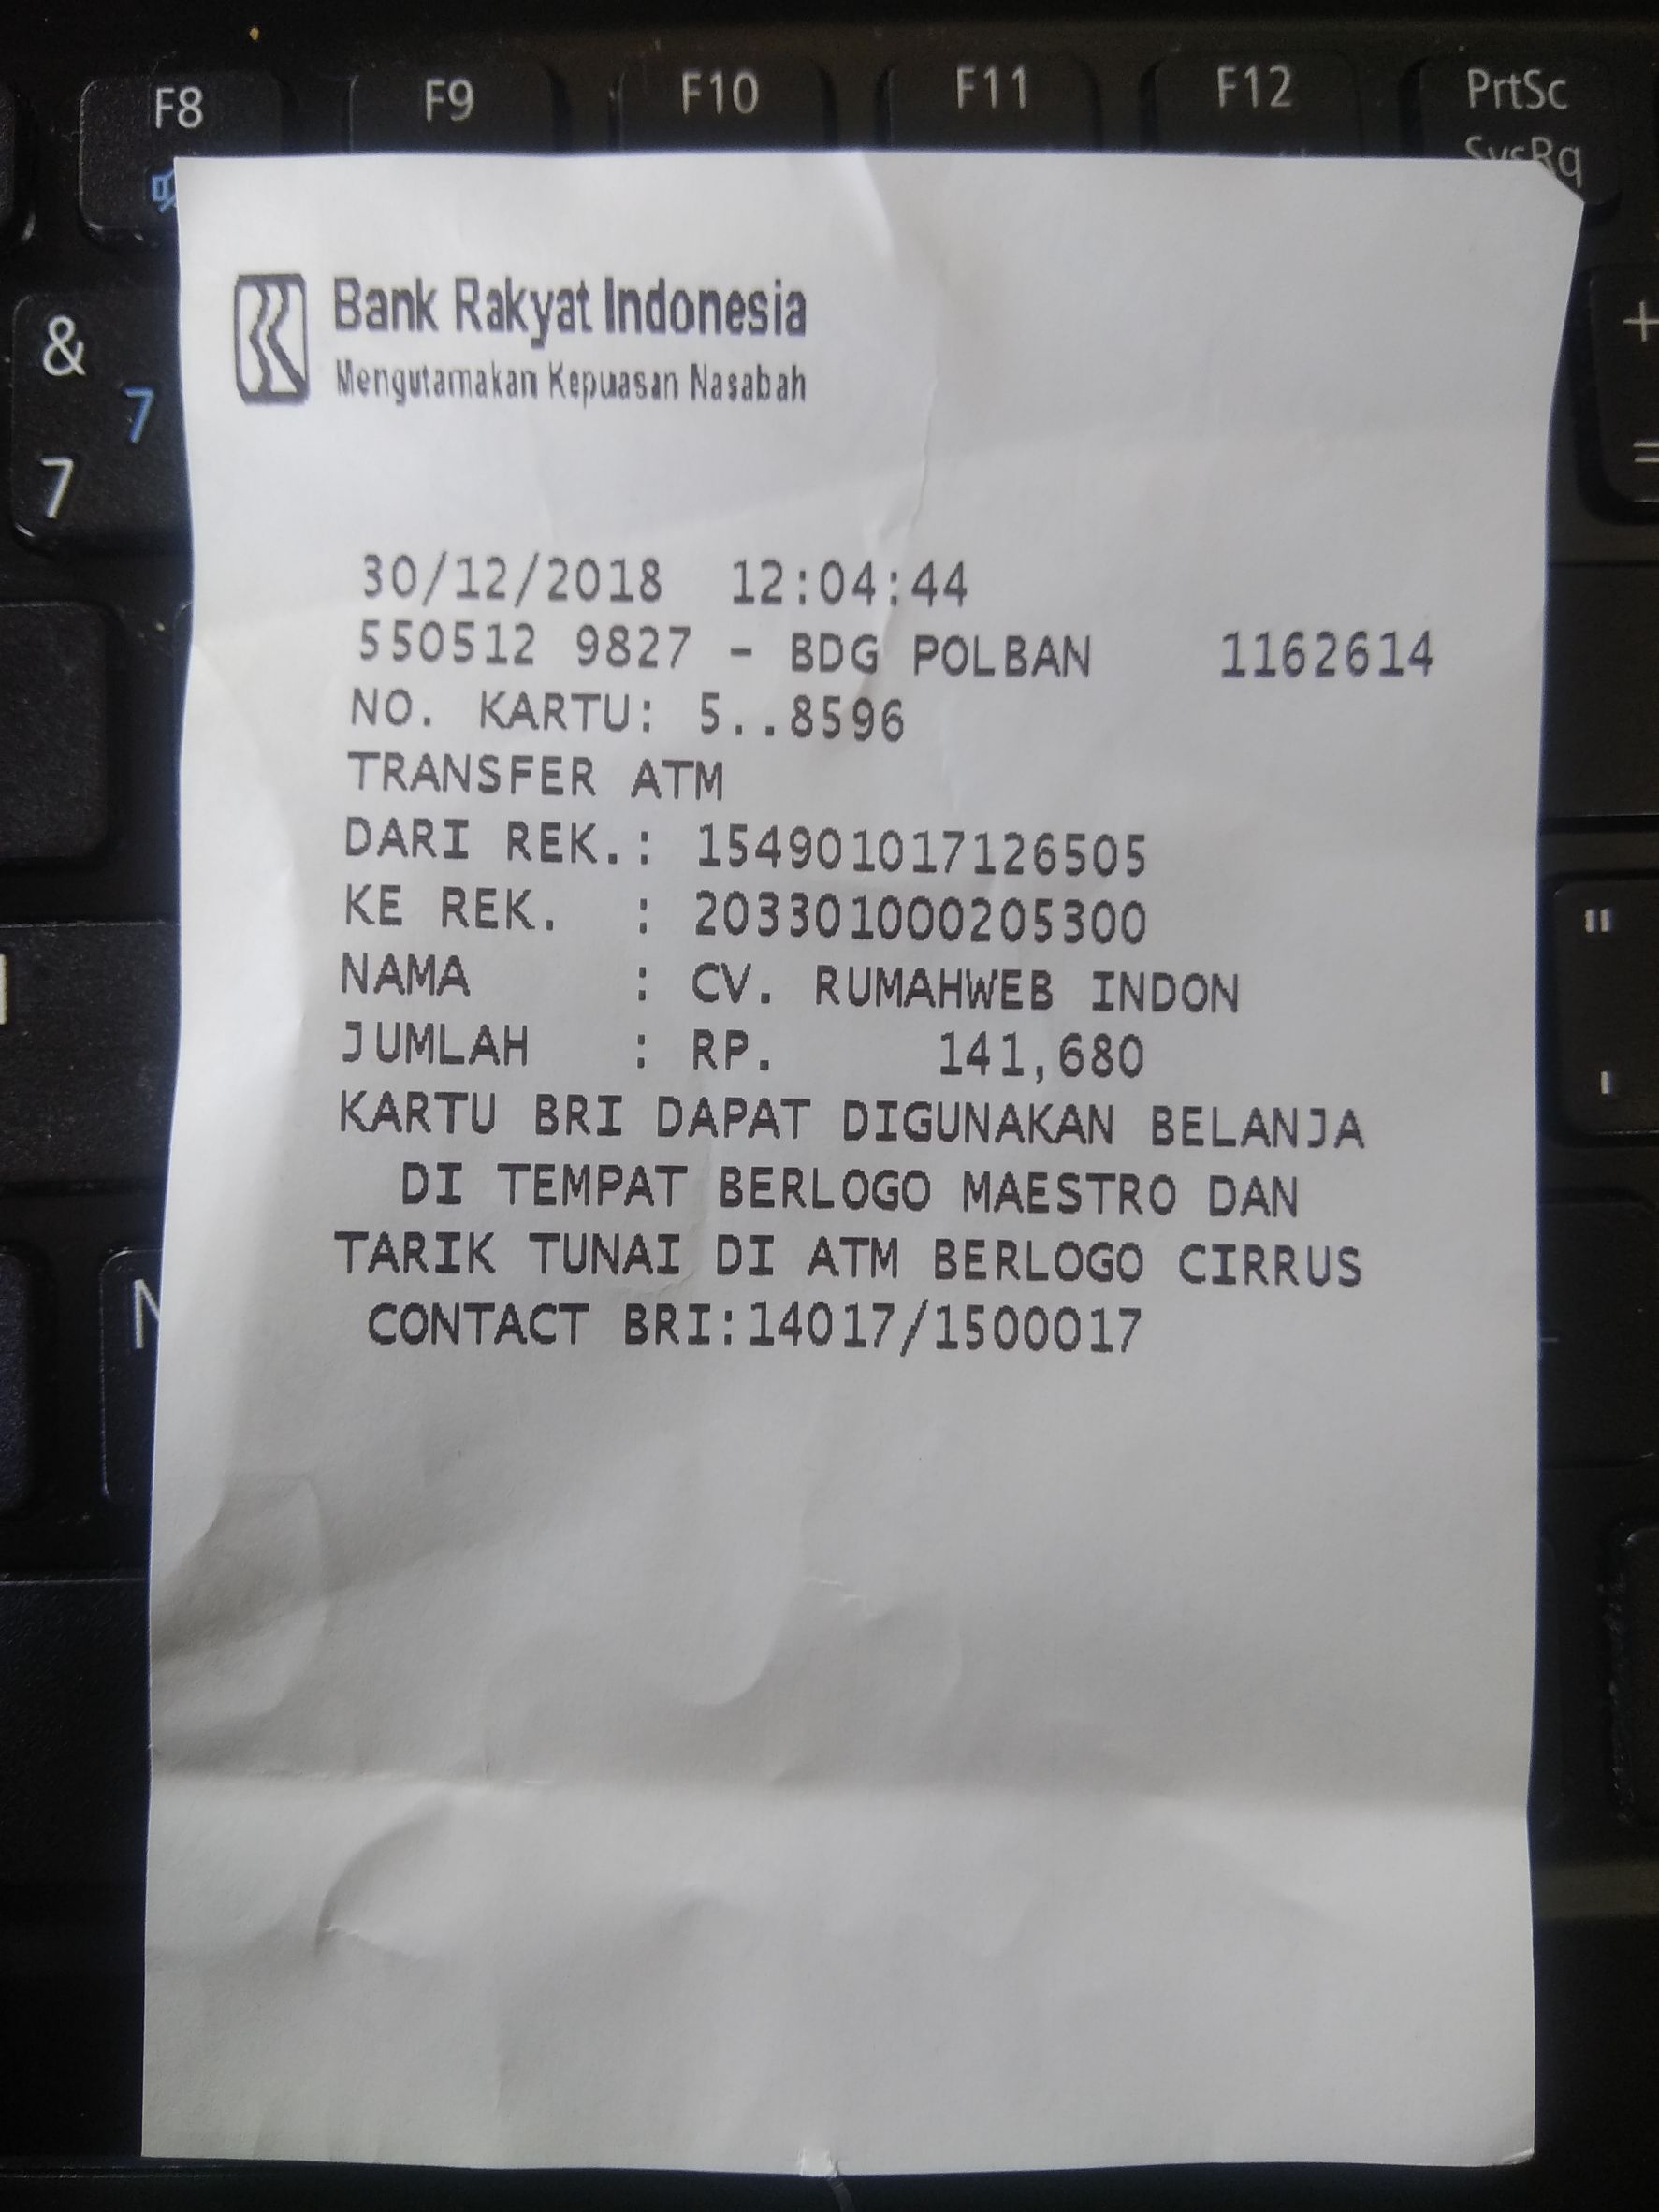 F8 F9 F10 F11 F12 PrtSc
SysRq
&
7
7
+
=
"
'
N
Bank Rakyat Indonesia
Mengutamakan Kepuasan Nasabah
30/12/2018 12:04:44
550512 9827 - BDG POLBAN 1162614
NO. KARTU: 5..8596
TRANSFER ATM
DARI REK.: 154901017126505
KE REK. : 203301000205300
NAMA : CV. RUMAHWEB INDON
JUMLAH : RP. 141,680
KARTU BRI DAPAT DIGUNAKAN BELANJA
DI TEMPAT BERLOGO MAESTRO DAN
TARIK TUNAI DI ATM BERLOGO CIRRUS
CONTACT BRI:14017/1500017